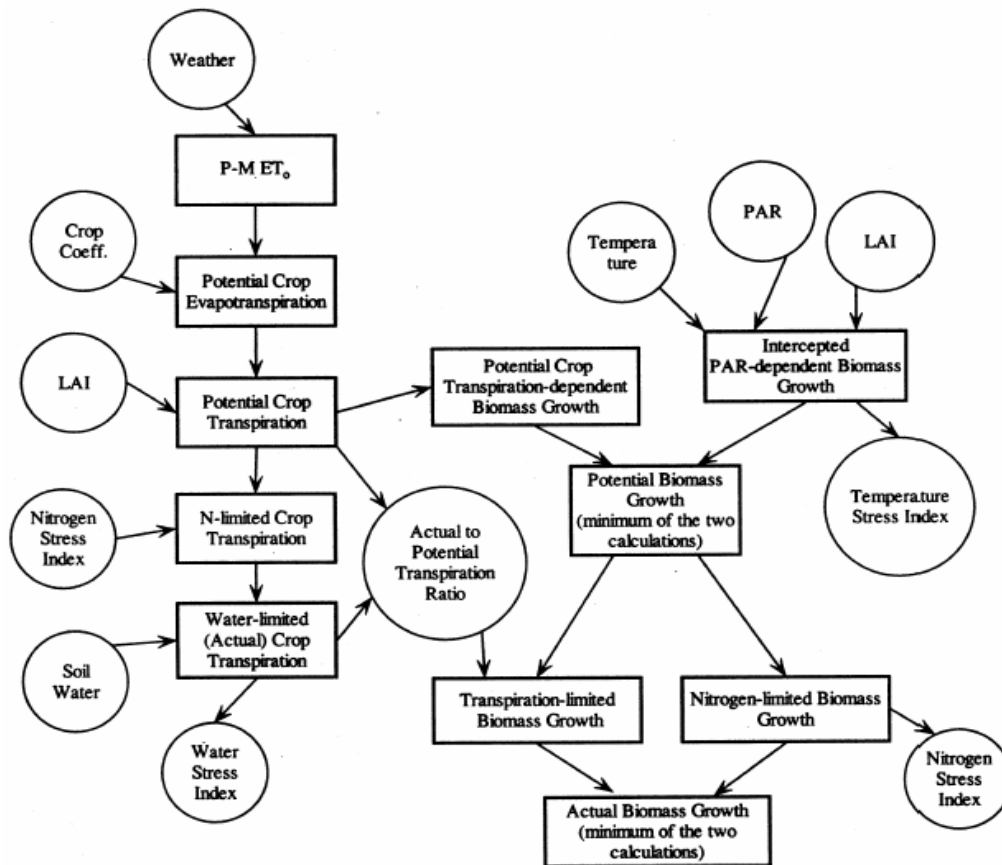 Weather
P-M ET₀
Crop
Coeff.
Potential Crop
Evapotranspiration
LAI
Potential Crop
Transpiration
Nitrogen
Stress
Index
N-limited Crop
Transpiration
Soil
Water
Water-limited
(Actual) Crop
Transpiration
Water
Stress
Index
Actual to
Potential
Transpiration
Ratio
Potential Crop
Transpiration-dependent
Biomass Growth
Tempera
ture
PAR
LAI
Intercepted
PAR-dependent Biomass
Growth
Temperature
Stress Index
Potential Biomass
Growth
(minimum of the two
calculations)
Transpiration-limited
Biomass Growth
Nitrogen-limited Biomass
Growth
Nitrogen
Stress
Index
Actual Biomass Growth
(minimum of the two
calculations)